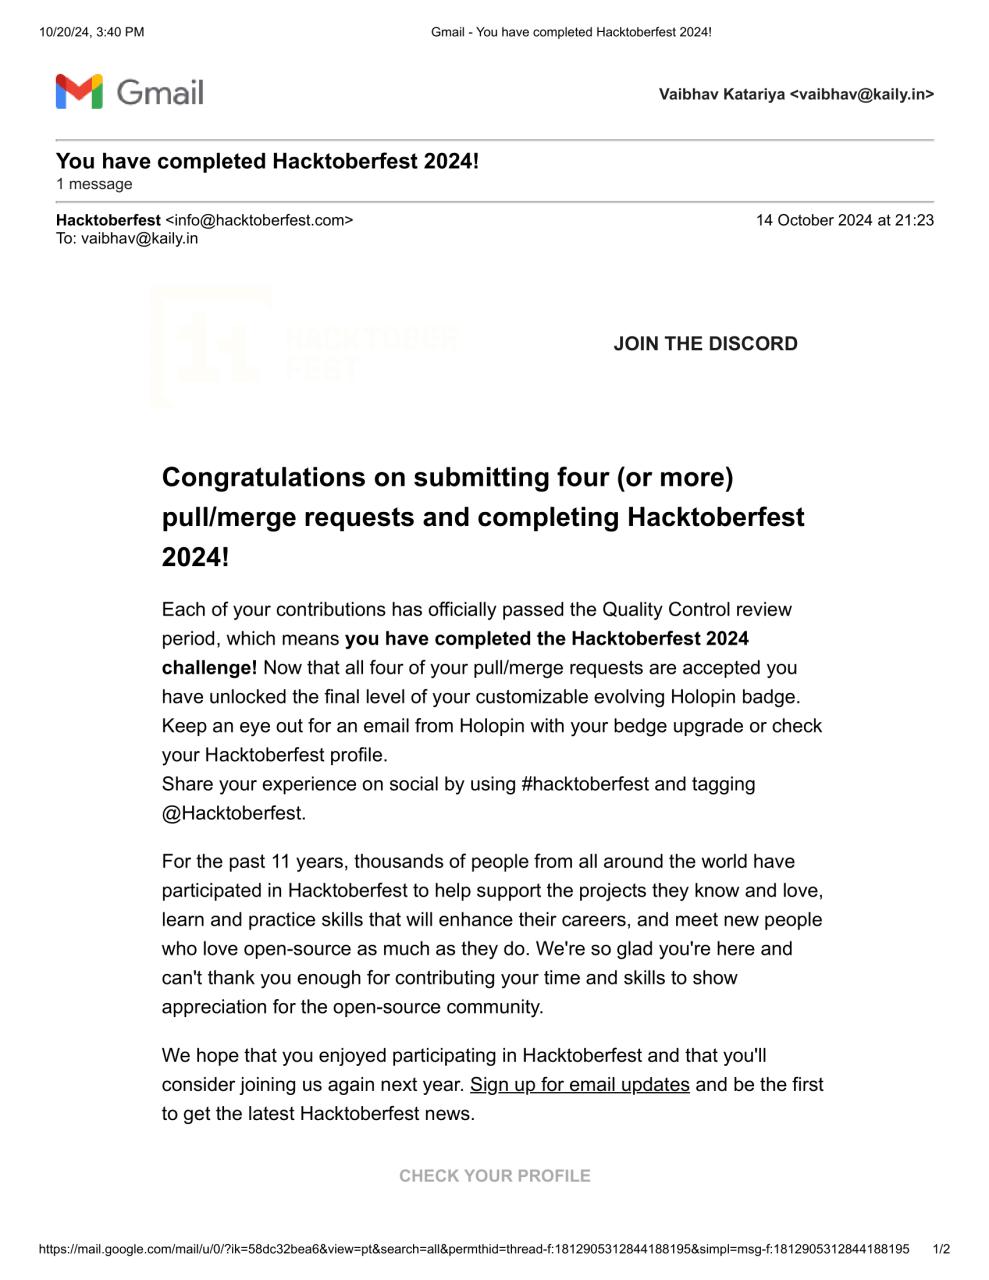 10/20/24, 3:40 PM Gmail - You have completed Hacktoberfest 2024!
Gmail Vaibhav Katariya <vaibhav@kaily.in>
You have completed Hacktoberfest 2024!
1 message
Hacktoberfest <info@hacktoberfest.com> 14 October 2024 at 21:23
To: vaibhav@kaily.in
HACKTOBER
FEST
JOIN THE DISCORD
Congratulations on submitting four (or more)
pull/merge requests and completing Hacktoberfest
2024!
Each of your contributions has officially passed the Quality Control review
period, which means you have completed the Hacktoberfest 2024
challenge! Now that all four of your pull/merge requests are accepted you
have unlocked the final level of your customizable evolving Holopin badge.
Keep an eye out for an email from Holopin with your bedge upgrade or check
your Hacktoberfest profile.
Share your experience on social by using #hacktoberfest and tagging
@Hacktoberfest.
For the past 11 years, thousands of people from all around the world have
participated in Hacktoberfest to help support the projects they know and love,
learn and practice skills that will enhance their careers, and meet new people
who love open-source as much as they do. We're so glad you're here and
can't thank you enough for contributing your time and skills to show
appreciation for the open-source community.
We hope that you enjoyed participating in Hacktoberfest and that you'll
consider joining us again next year. Sign up for email updates and be the first
to get the latest Hacktoberfest news.
CHECK YOUR PROFILE
https://mail.google.com/mail/u/0/?ik=58dc32bea6&view=pt&search=all&permthid=thread-f:1812905312844188195&simpl=msg-f:1812905312844188195 1/2